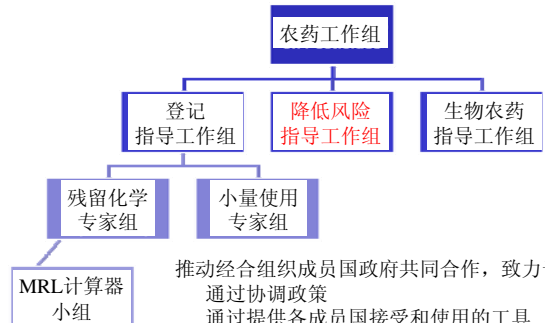 农药工作组
登记
指导工作组
降低风险
指导工作组
生物农药
指导工作组
残留化学
专家组
小量使用
专家组
MRL计算器
小组
推动经合组织成员国政府共同合作，致力
通过协调政策
通过提供各成员国接受和使用的工具